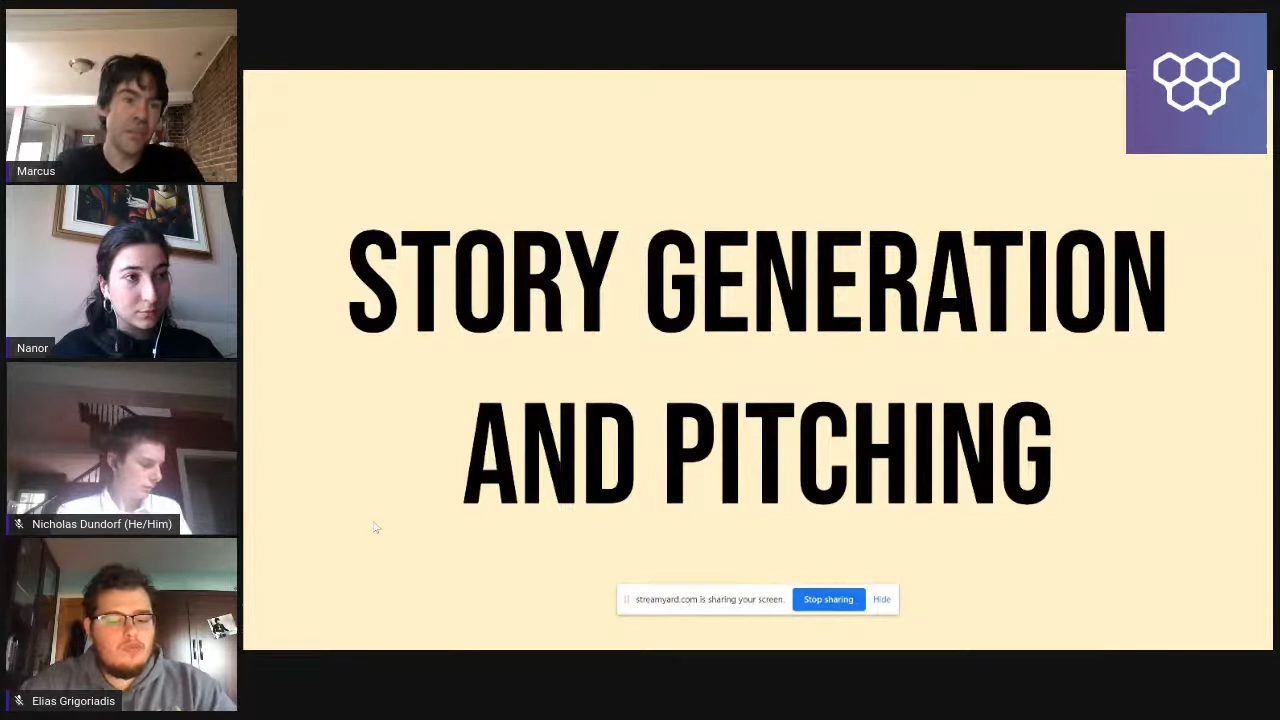 Marcus
Nanor
Nicholas Dundorf (He/Him)
Elias Grigoriadis
STORY GENERATION
AND PITCHING
streamyard.com is sharing your screen. Stop sharing Hide